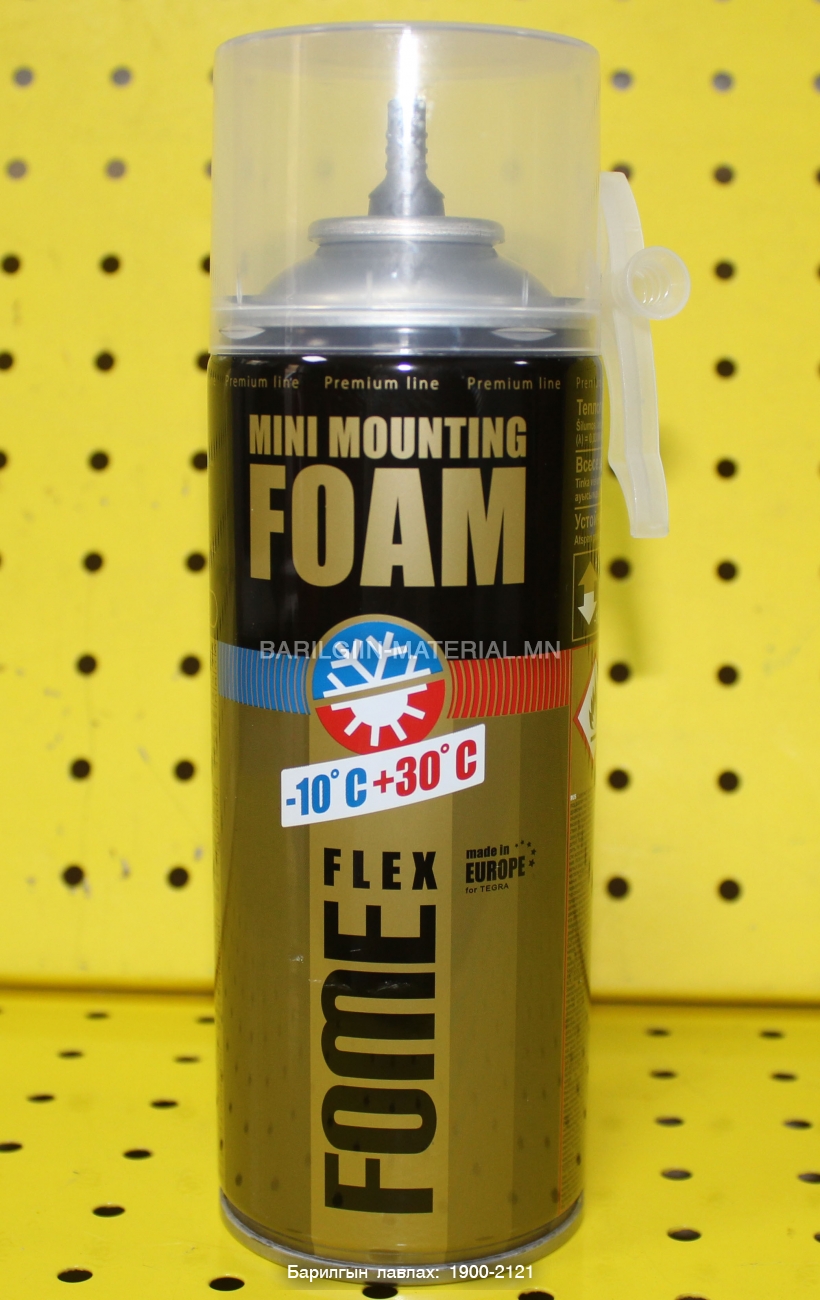 Premium line Premium line Premium line
MINI MOUNTING
FOAM
BARILGIIN-MATERIAL.MN
-10°C +30°C
FLEX
FOME
made in
EUROPE
for TEGRA
Барилгын лавлах: 1900-2121